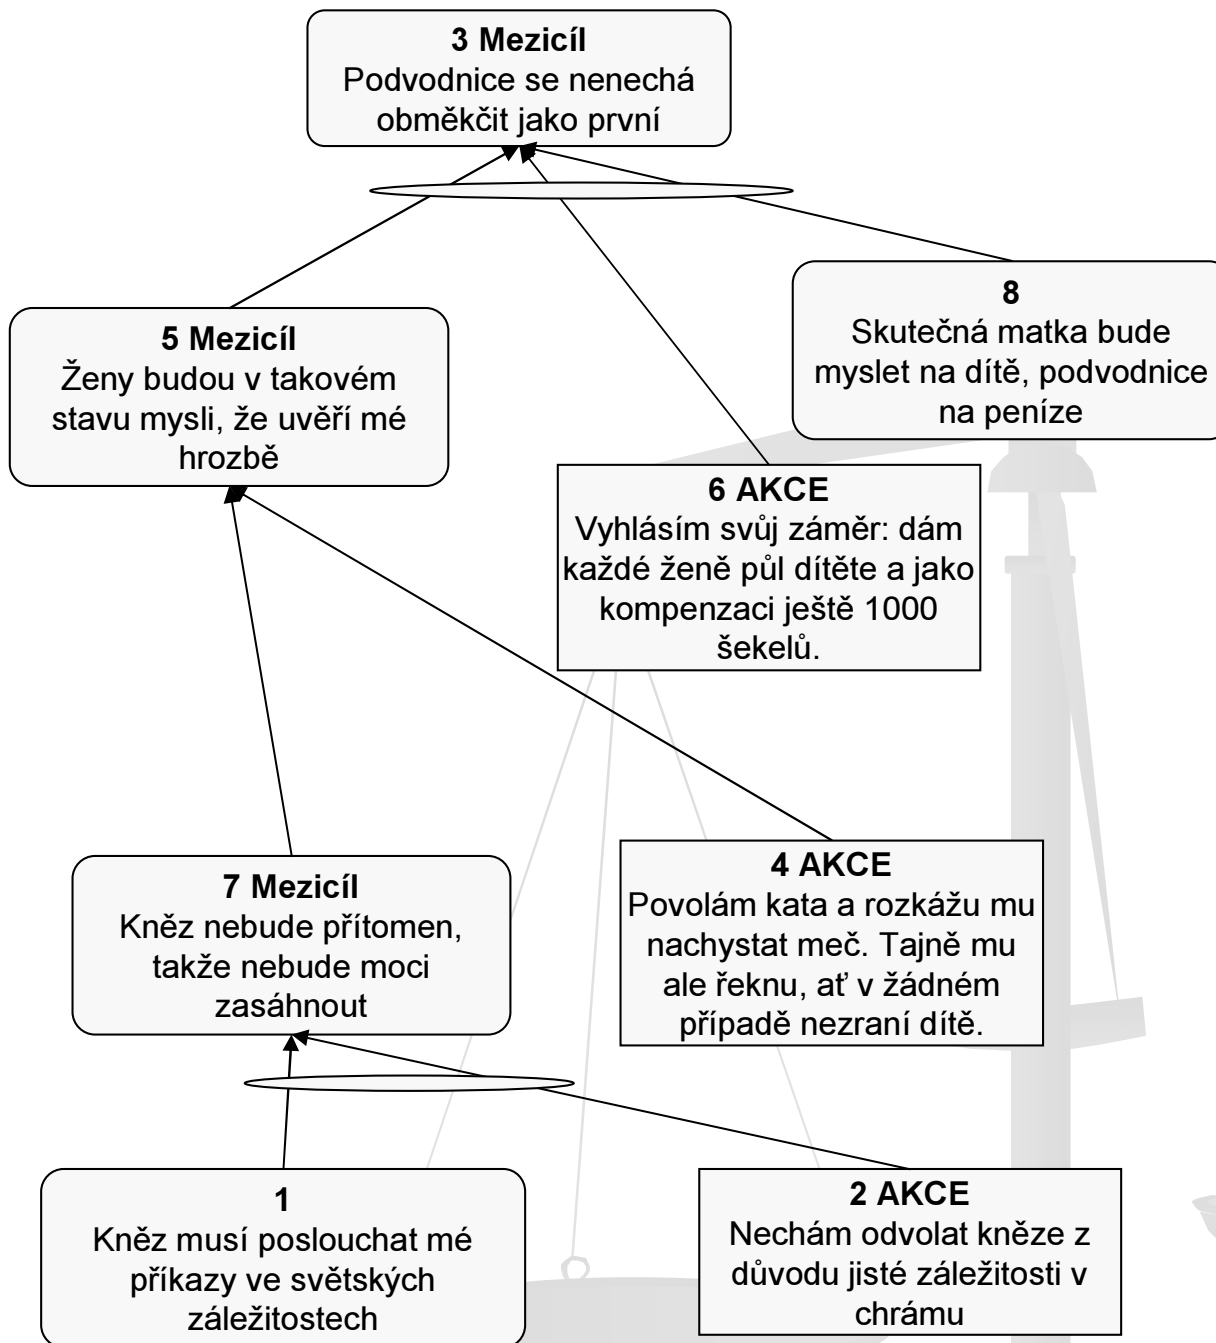 3 Mezicíl
Podvodnice se nenechá
obměkčit jako první
5 Mezicíl
Ženy budou v takovém
stavu mysli, že uvěří mé
hrozbě
8
Skutečná matka bude
myslet na dítě, podvodnice
na peníze
6 AKCE
Vyhlásím svůj záměr: dám
každé ženě půl dítěte a jako
kompenzaci ještě 1000
šekelů.
7 Mezicíl
Kněz nebude přítomen,
takže nebude moci
zasáhnout
4 AKCE
Povolám kata a rozkážu mu
nachystat meč. Tajně mu
ale řeknu, ať v žádném
případě nezraní dítě.
1
Kněz musí poslouchat mé
příkazy ve světských
záležitostech
2 AKCE
Nechám odvolat kněze z
důvodu jisté záležitosti v
chrámu